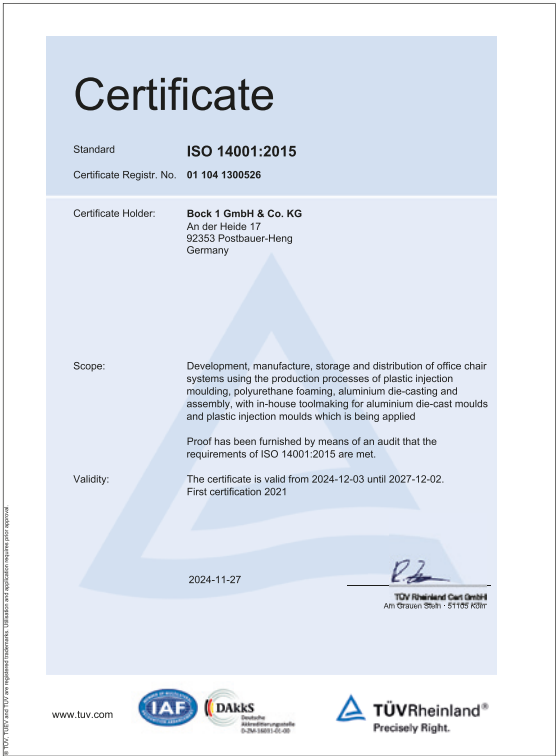 Certificate
Standard ISO 14001:2015
Certificate Registr. No. 01 104 1300526
Certificate Holder: Bock 1 GmbH & Co. KG
An der Heide 17
92353 Postbauer-Heng
Germany
Scope: Development, manufacture, storage and distribution of office chair
systems using the production processes of plastic injection
moulding, polyurethane foaming, aluminium die-casting and
assembly, with in-house toolmaking for aluminium die-cast moulds
and plastic injection moulds which is being applied
Proof has been furnished by means of an audit that the
requirements of ISO 14001:2015 are met.
Validity: The certificate is valid from 2024-12-03 until 2027-12-02.
First certification 2021
2024-11-27
TÜV Rheinland Cert GmbH
Am Grauen Stein · 51105 Köln
® TÜV, TUEV and TUV are registered trademarks. Utilisation and application requires prior approval.
www.tuv.com
IAF
DAkkS
Deutsche
Akkreditierungsstelle
D-ZM-16031-01-00
TÜVRheinland®
Precisely Right.